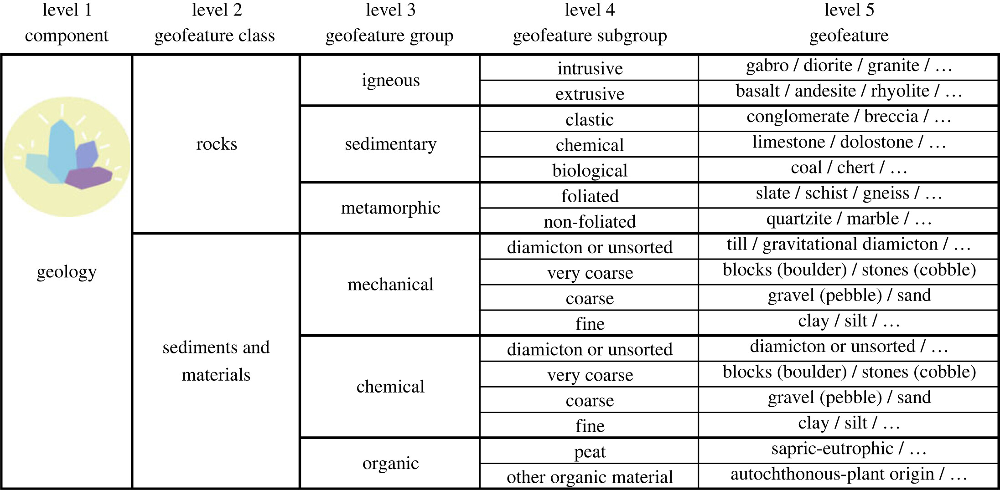 level 1 level 2 level 3 level 4 level 5
component geofeature class geofeature group geofeature subgroup geofeature
geology
rocks
igneous
intrusive gabro / diorite / granite / …
extrusive basalt / andesite / rhyolite / …
sedimentary
clastic conglomerate / breccia / …
chemical limestone / dolostone / …
biological coal / chert / …
metamorphic
foliated slate / schist / gneiss / …
non-foliated quartzite / marble / …
sediments and
materials
mechanical
diamicton or unsorted till / gravitational diamicton / …
very coarse blocks (boulder) / stones (cobble)
coarse gravel (pebble) / sand
fine clay / silt / …
chemical
diamicton or unsorted diamicton or unsorted / …
very coarse blocks (boulder) / stones (cobble)
coarse gravel (pebble) / sand
fine clay / silt / …
organic
peat sapric-eutrophic / …
other organic material autochthonous-plant origin / …